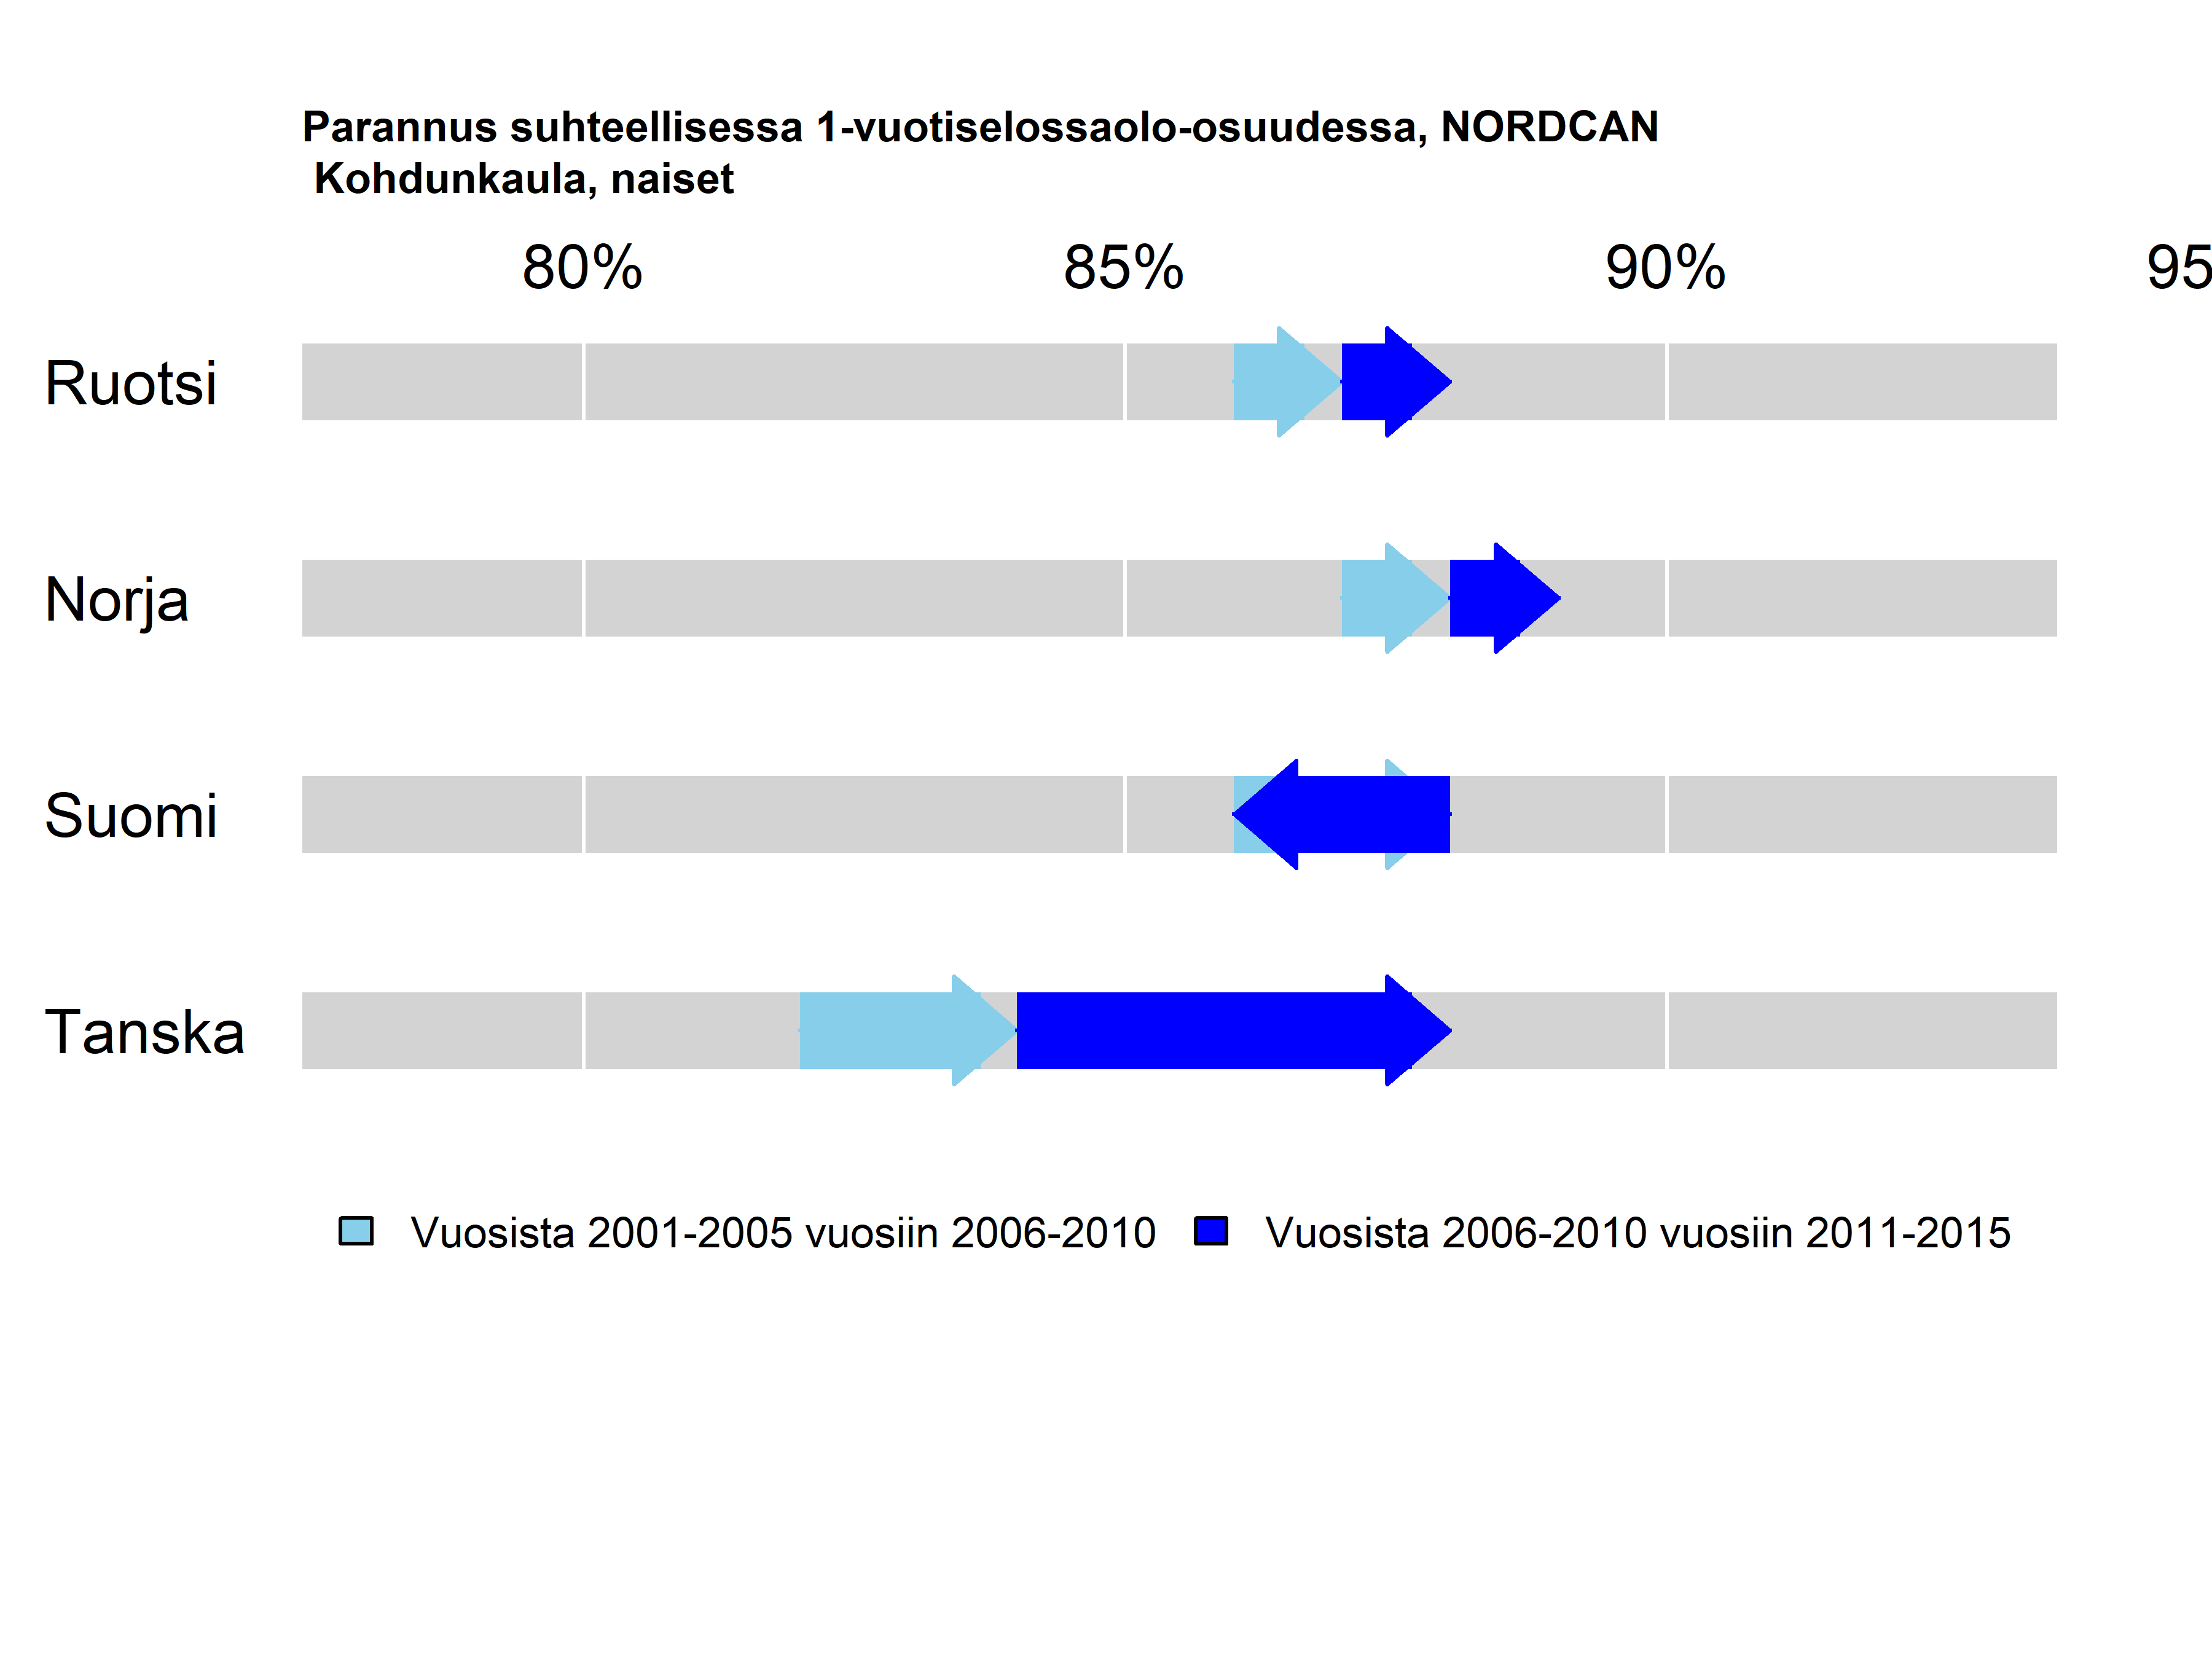 Parannus suhteellisessa 1-vuotiselossaolo-osuudessa, NORDCAN
Kohdunkaula, naiset
80% 85% 90% 95
Ruotsi
Norja
Suomi
Tanska
Vuosista 2001-2005 vuosiin 2006-2010 Vuosista 2006-2010 vuosiin 2011-2015